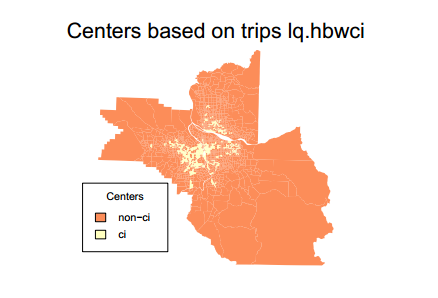 Centers based on trips lq.hbwci
Centers
non−ci
ci